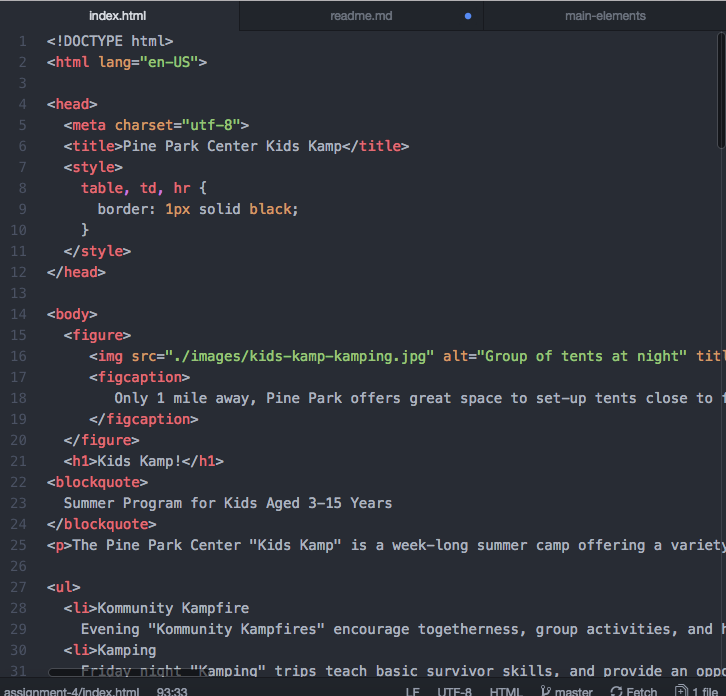 index.html readme.md main-elements
1 <!DOCTYPE html>
2 <html lang="en-US">
3
4 <head>
5 <meta charset="utf-8">
6 <title>Pine Park Center Kids Kamp</title>
7 <style>
8 table, td, hr {
9 border: 1px solid black;
10 }
11 </style>
12 </head>
13
14 <body>
15 <figure>
16 <img src="./images/kids-kamp-kamping.jpg" alt="Group of tents at night" titl
17 <figcaption>
18 Only 1 mile away, Pine Park offers great space to set-up tents close to f
19 </figcaption>
20 </figure>
21 <h1>Kids Kamp!</h1>
22 <blockquote>
23 Summer Program for Kids Aged 3-15 Years
24 </blockquote>
25 <p>The Pine Park Center "Kids Kamp" is a week-long summer camp offering a variety
26
27 <ul>
28 <li>Kommunity Kampfire
29 Evening "Kommunity Kampfires" encourage togetherness, group activities, and h
30 <li>Kamping
31 Friday night "Kamping" trips teach basic survivor skills, and provide an oppo
assignment-4/index.html 93:33 LF UTF-8 HTML master Fetch 1 file